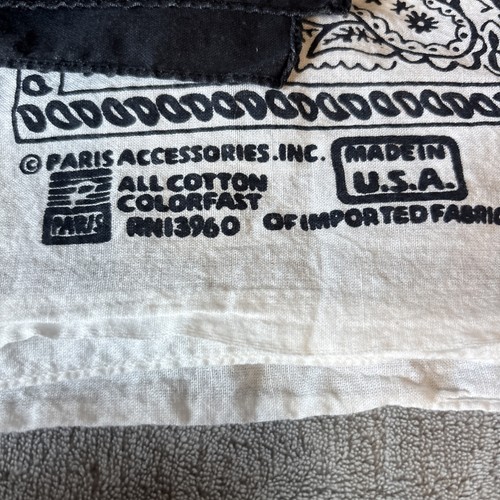 © PARIS ACCESSORIES.INC.
MADE IN
U.S.A.
ALL COTTON
COLORFAST
PARIS
RN13960
OF IMPORTED FABRIC